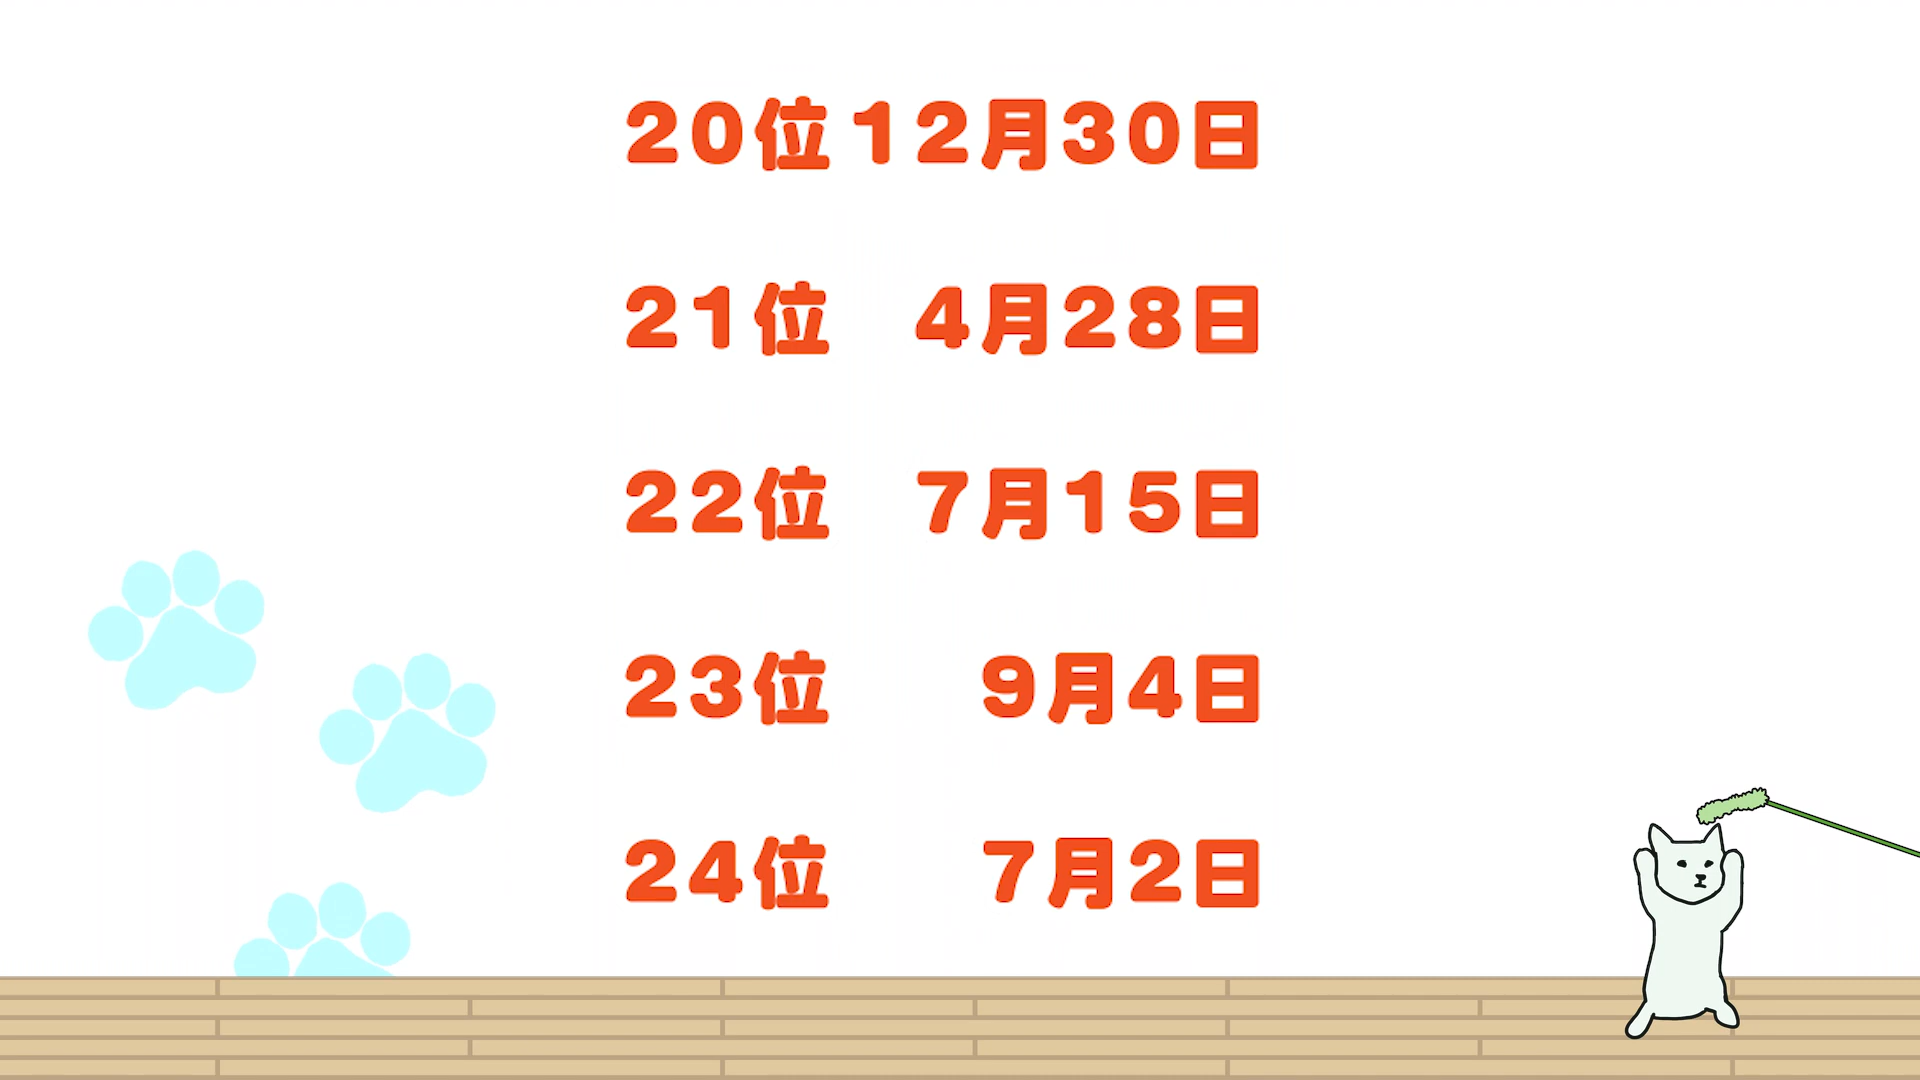 20位12月30日
21位 4月28日
22位 7月15日
23位 9月4日
24位 7月2日